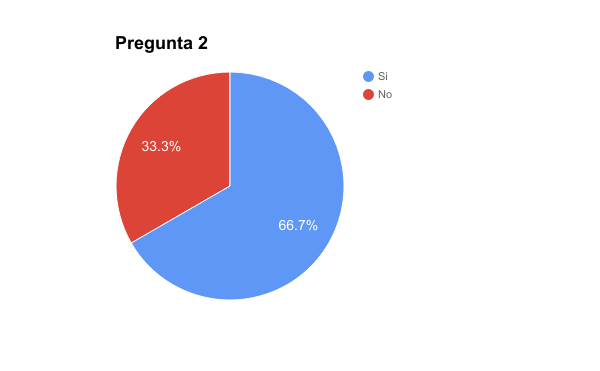 Pregunta 2
Si
No
33.3%
66.7%